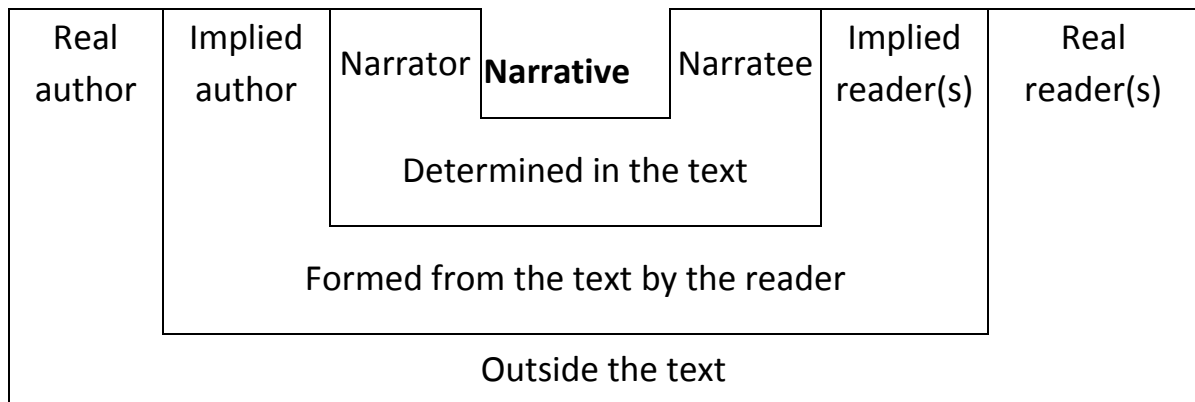 Real author
Implied author
Narrator
Narrative
Narratee
Implied reader(s)
Real reader(s)
Determined in the text
Formed from the text by the reader
Outside the text